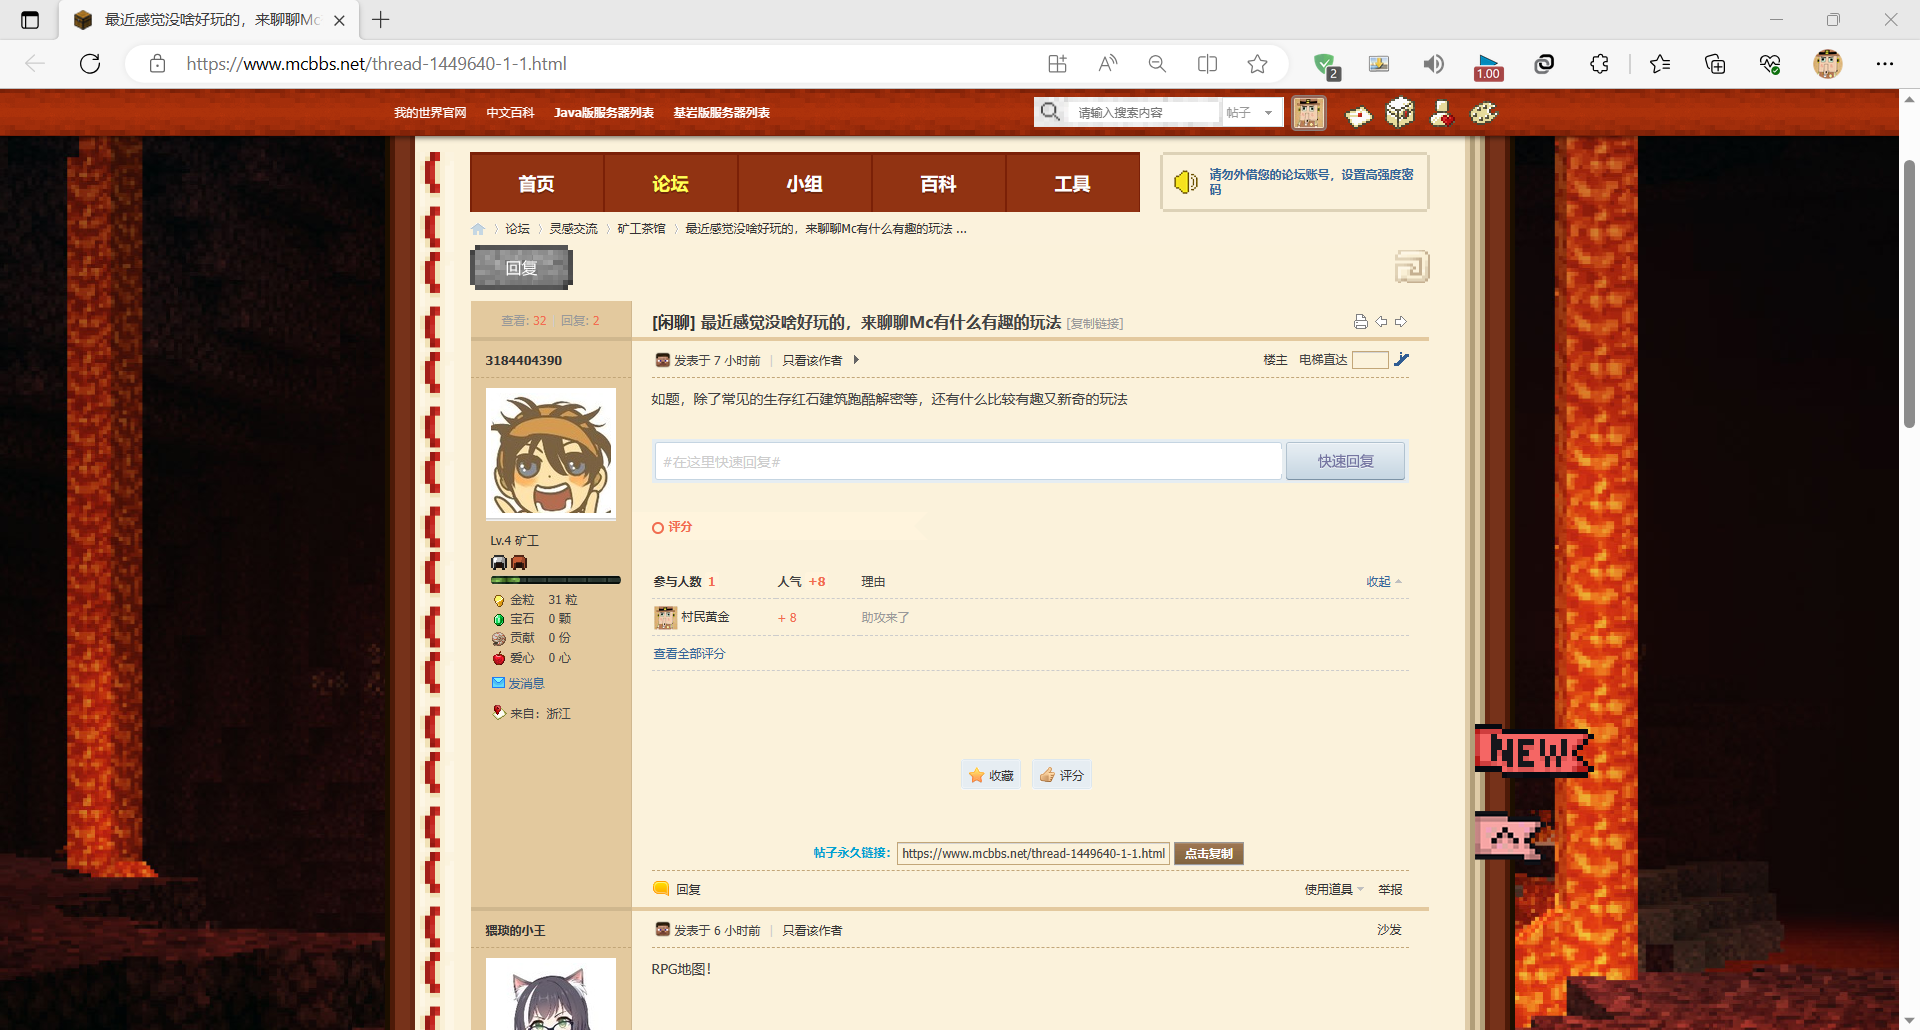 最近感觉没啥好玩的，来聊聊Mc
https://www.mcbbs.net/thread-1449640-1-1.html
2
1.00
我的世界官网 中文百科 Java版服务器列表 基岩版服务器列表
请输入搜索内容 帖子
首页 论坛 小组 百科 工具
请勿外借您的论坛账号，设置高强度密
码
论坛 灵感交流 矿工茶馆 最近感觉没啥好玩的，来聊聊Mc有什么有趣的玩法 ...
回复
查看: 32 回复: 2
[闲聊] 最近感觉没啥好玩的，来聊聊Mc有什么有趣的玩法 [复制链接]
3184404390
发表于 7 小时前 | 只看该作者
楼主 电梯直达
如题，除了常见的生存红石建筑跑酷解密等，还有什么比较有趣又新奇的玩法
#在这里快速回复#
快速回复
评分
Lv.4 矿工
参与人数 1 人气 +8 理由 收起
金粒 31 粒
宝石 0 颗
贡献 0 份
爱心 0 心
村民黄金 + 8 助攻来了
查看全部评分
发消息
来自：浙江
NEW
收藏 评分
帖子永久链接: https://www.mcbbs.net/thread-1449640-1-1.html 点击复制
回复
使用道具 举报
猥琐的小王
发表于 6 小时前 | 只看该作者
沙发
RPG地图！